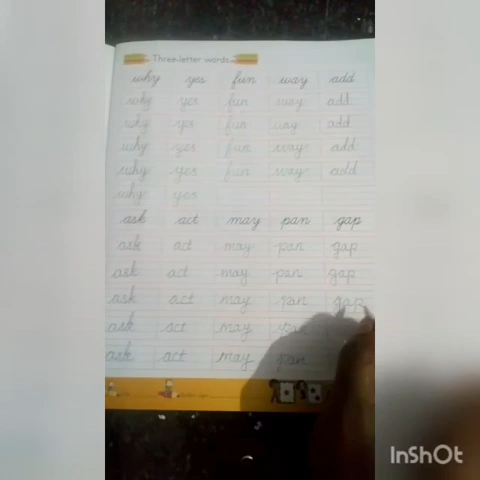 Three-letter words
why yes fun way add
why yes fun way add
why yes fun way add
why yes fun way add
why yes fun way add
why yes
ask act may pan gap
ask act may pan gap
ask act may pan gap
ask act may pan gap
ask act may pan
ask act may pan
InShOt